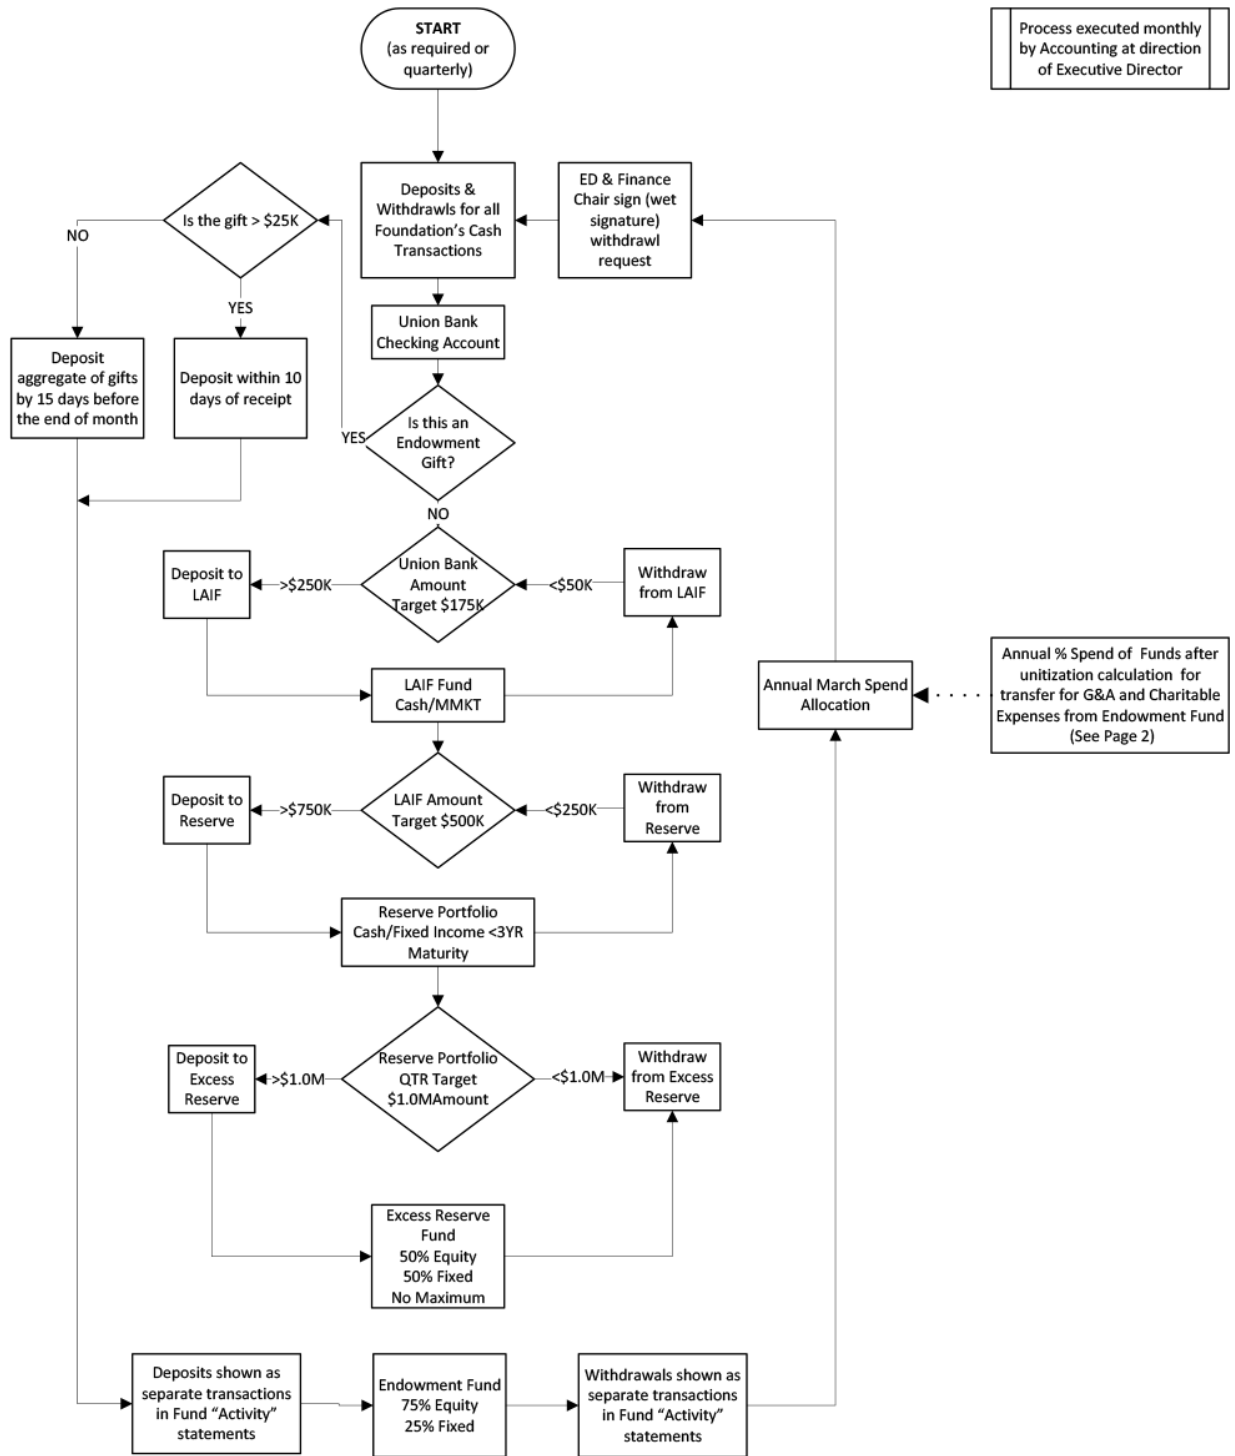 START
(as required or
quarterly)
Process executed monthly
by Accounting at direction
of Executive Director
Is the gift > $25K
NO
YES
Deposits &
Withdrawls for all
Foundation's Cash
Transactions
ED & Finance
Chair sign (wet
signature)
withdrawl
request
Deposit
aggregate of gifts
by 15 days before
the end of month
Deposit within 10
days of receipt
Union Bank
Checking Account
YES
Is this an
Endowment
Gift?
NO
Deposit to
LAIF
>$250K
Union Bank
Amount
Target $175K
<$50K
Withdraw
from LAIF
LAIF Fund
Cash/MMKT
Annual March Spend
Allocation
Annual % Spend of Funds after
unitization calculation for
transfer for G&A and Charitable
Expenses from Endowment Fund
(See Page 2)
Deposit to
Reserve
>$750K
LAIF Amount
Target $500K
<$250K
Withdraw
from
Reserve
Reserve Portfolio
Cash/Fixed Income <3YR
Maturity
Deposit to
Excess
Reserve
>$1.0M
Reserve Portfolio
QTR Target
$1.0MAmount
<$1.0M
Withdraw
from Excess
Reserve
Excess Reserve
Fund
50% Equity
50% Fixed
No Maximum
Deposits shown as
separate transactions
in Fund “Activity”
statements
Endowment Fund
75% Equity
25% Fixed
Withdrawals shown as
separate transactions
in Fund “Activity”
statements